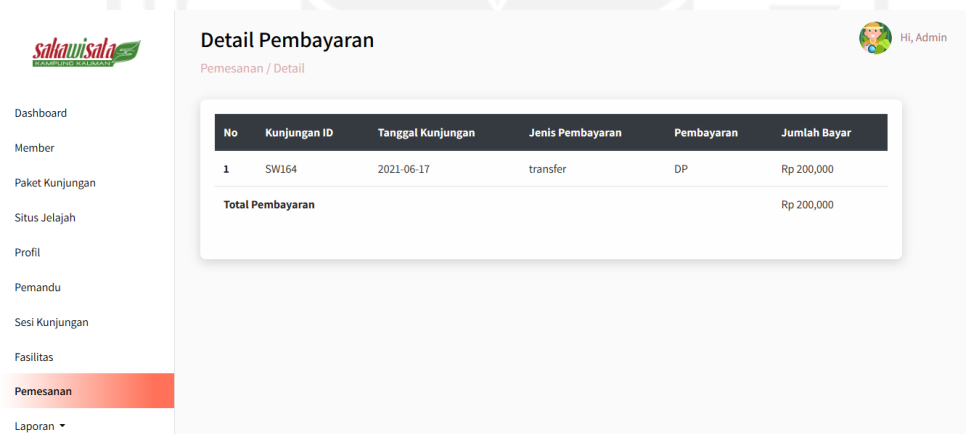 sakawisata
KAMPUNG KAUMAN
Detail Pembayaran
Hi, Admin
Pemesanan / Detail
Dashboard
Member
Paket Kunjungan
Situs Jelajah
Profil
Pemandu
Sesi Kunjungan
Fasilitas
Pemesanan
Laporan
No Kunjungan ID Tanggal Kunjungan Jenis Pembayaran Pembayaran Jumlah Bayar
1 SW164 2021-06-17 transfer DP Rp 200,000
Total Pembayaran Rp 200,000